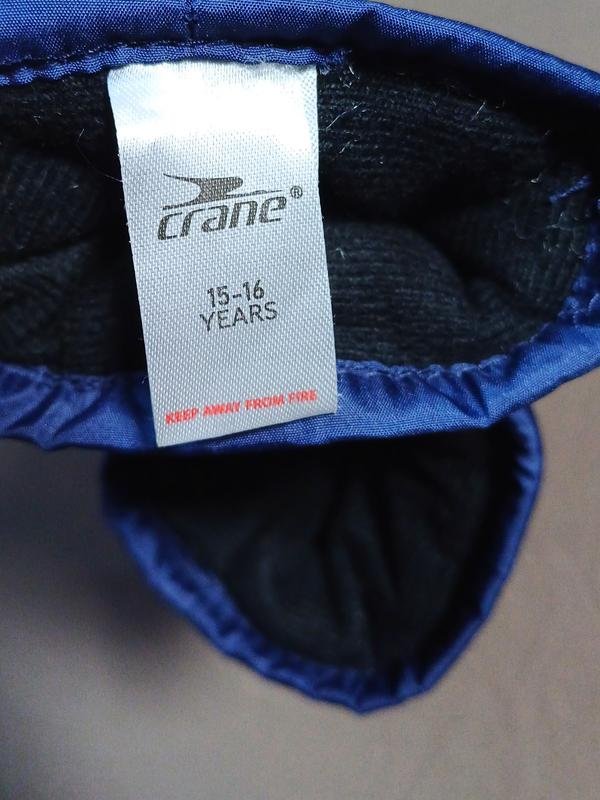 crane®
15-16
YEARS
KEEP AWAY FROM FIRE